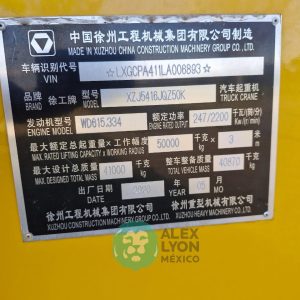 中国徐州工程机械集团有限公司制造
MADE IN XUZHOU CHINA CONSTRUCTION MACHINERY GROUP CO.LTD.
车辆识别代号 VIN ☆LXGCPA411LA006893☆
品牌 BRAND 徐工牌 型号 MODEL XZJ5416JQZ50K 汽车起重机 TRUCK CRANE
发动机型号 ENGINE MODEL WD615.334 额定功率 ENGINE POWER 247/2200 千瓦(转/分) Kw (r/min)
最大额定总起重量×工作幅度 50000 千克 × 3 米
MAX. RATED LIFTING CAPACITY × WORKING RADIUS kg m
最大设计总质量 41000 千克 整车总质量 40970 千克
MAX. DESIGNED TOTAL MASS kg TOTAL VEHICLE MASS kg
出厂日期 DATE 2020 年 YEAR 05 月 MO
徐州工程机械集团有限公司 徐州重型机械有限公司
XUZHOU CONSTRUCTION MACHINERY GROUP CO.,LTD. XUZHOU HEAVY MACHINERY CO.,LTD.
ALEX
LYON
MÉXICO